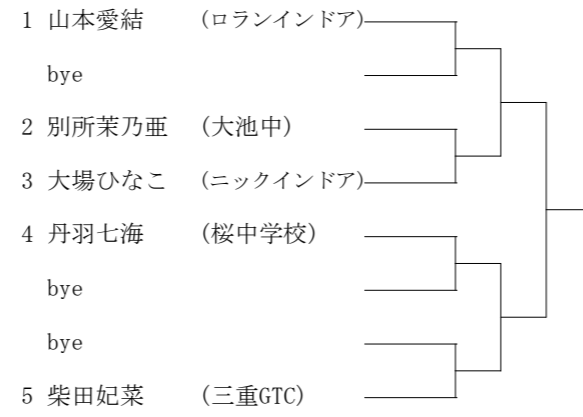 1 山本愛結 (ロランインドア)
bye
2 別所茉乃亜 (大池中)
3 大場ひなこ (ニックインドア)
4 丹羽七海 (桜中学校)
bye
bye
5 柴田妃菜 (三重GTC)